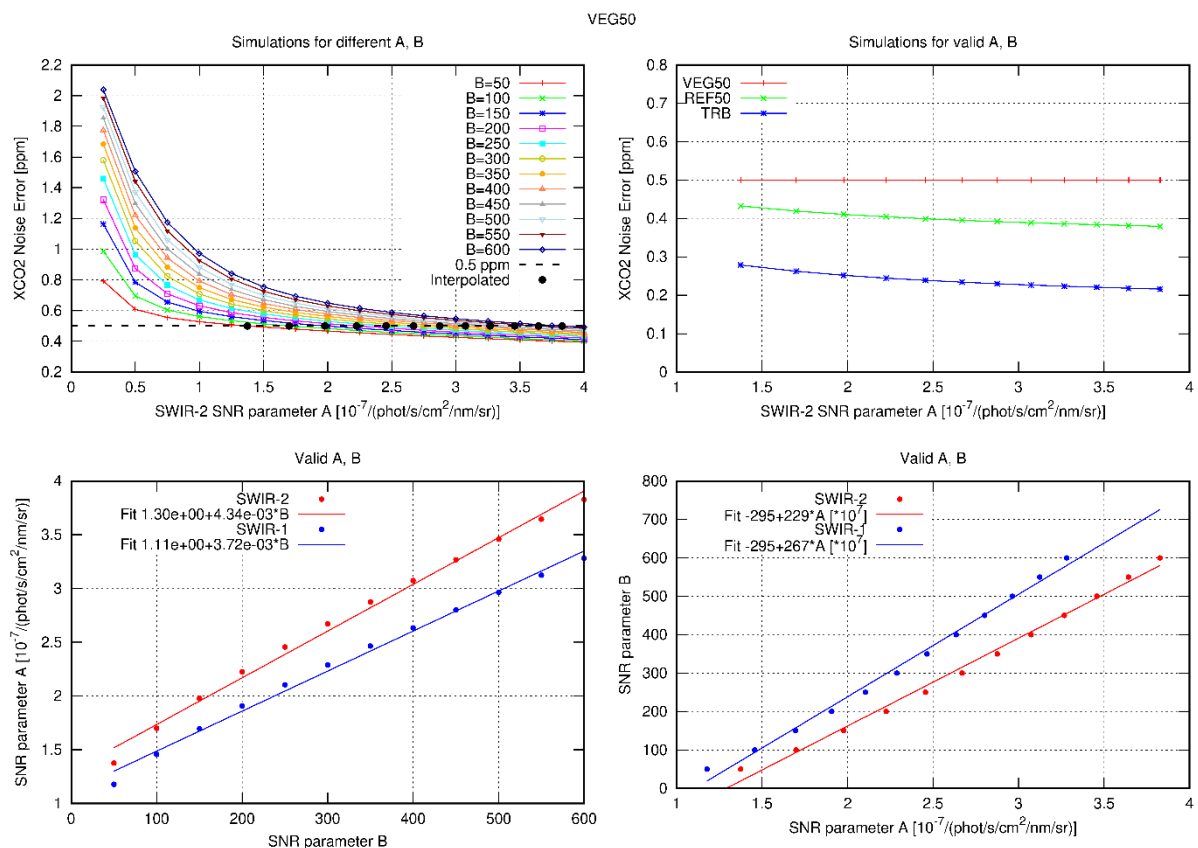 VEG50
Simulations for different A, B
XCO2 Noise Error [ppm]
2.2
2
1.8
1.6
1.4
1.2
1
0.8
0.6
0.4
0.2
B=50
B=100
B=150
B=200
B=250
B=300
B=350
B=400
B=450
B=500
B=550
B=600
0.5 ppm
Interpolated
0 0.5 1 1.5 2 2.5 3 3.5 4
SWIR-2 SNR parameter A [10^-7/(phot/s/cm^2/nm/sr)]
Simulations for valid A, B
XCO2 Noise Error [ppm]
0.8
0.7
0.6
0.5
0.4
0.3
0.2
0.1
0
VEG50
REF50
TRB
1 1.5 2 2.5 3 3.5 4
SWIR-2 SNR parameter A [10^-7/(phot/s/cm^2/nm/sr)]
Valid A, B
SNR parameter A [10^-7/(phot/s/cm^2/nm/sr)]
4
3.5
3
2.5
2
1.5
1
SWIR-2
Fit 1.30e+00+4.34e-03*B
SWIR-1
Fit 1.11e+00+3.72e-03*B
100 200 300 400 500 600
SNR parameter B
Valid A, B
SNR parameter B
800
700
600
500
400
300
200
100
0
SWIR-2
Fit -295+229*A [*10^7]
SWIR-1
Fit -295+267*A [*10^7]
1 1.5 2 2.5 3 3.5 4
SNR parameter A [10^-7/(phot/s/cm^2/nm/sr)]